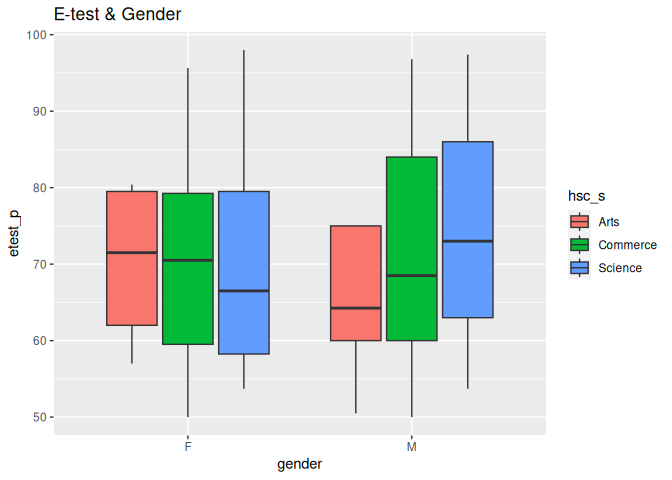 E-test & Gender
etest_p
100
90
80
70
60
50
F
M
gender
hsc_s
Arts
Commerce
Science